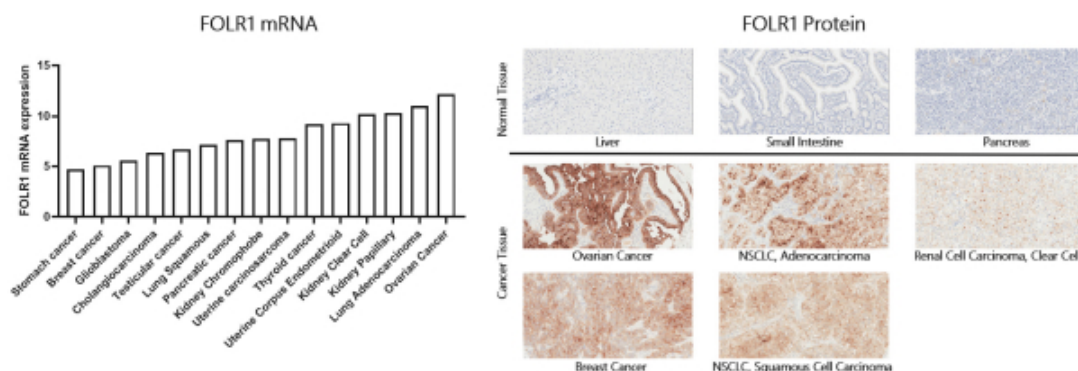 FOLR1 mRNA
FOLR1 mRNA expression
15
10
5
0
Stomach cancer
Breast cancer
Glioblastoma
Cholangiocarcinoma
Testicular cancer
Lung Squamous
Pancreatic cancer
Kidney Chromophobe
Uterine carcinosarcoma
Thyroid cancer
Uterine Corpus Endometrioid
Kidney Clear Cell
Kidney Papillary
Lung Adenocarcinoma
Ovarian Cancer
FOLR1 Protein
Normal Tissue
Liver
Small Intestine
Pancreas
Cancer Tissue
Ovarian Cancer
NSCLC, Adenocarcinoma
Renal Cell Carcinoma, Clear Cell
Breast Cancer
NSCLC, Squamous Cell Carcinoma